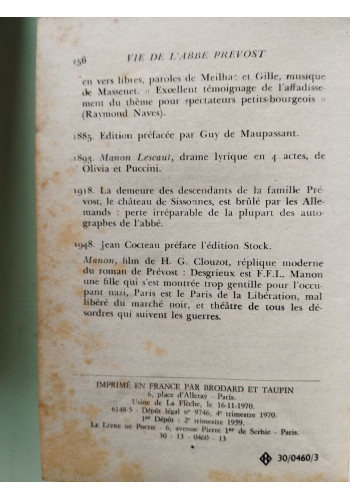 156 VIE DE L'ABBÉ PRÉVOST
en vers libres, paroles de Meilhac et Gille, musique
de Massenet. « Excellent témoignage de l'affadisse-
ment du thème pour spectateurs petits-bourgeois »
(Raymond Naves).
1885. Edition préfacée par Guy de Maupassant.
1893. Manon Lescaut, drame lyrique en 4 actes, de
Olivia et Puccini.
1918. La demeure des descendants de la famille Pré-
vost, le château de Sissonnes, est brûlé par les Alle-
mands : perte irréparable de la plupart des auto-
graphes de l'abbé.
1948. Jean Cocteau préface l'édition Stock.
Manon, film de H. G. Clouzot, réplique moderne
du roman de Prévost : Desgrieux est F.F.I., Manon
une fille qui s'est montrée trop gentille pour l'occu-
pant nazi, Paris est le Paris de la Libération, mal
libéré du marché noir, et théâtre de tous les dé-
sordres qui suivent les guerres.
IMPRIMÉ EN FRANCE PAR BRODARD ET TAUPIN
6, place d'Alleray - Paris.
Usine de La Flèche, le 16-11-1970.
6148-5 - Dépôt légal n° 9746, 4e trimestre 1970.
1er Dépôt : 2e trimestre 1959.
LE LIVRE DE POCHE - 6, avenue Pierre Ier de Serbie - Paris.
30 - 13 - 0460 - 13
30/0460/3